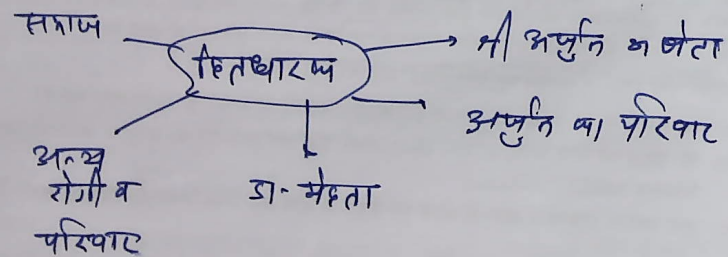 समाज
हितधारक
श्री अर्जुन का बेटा
अर्जुन का परिवार
अन्य
रोगी व
परिवार
डा- मेहता